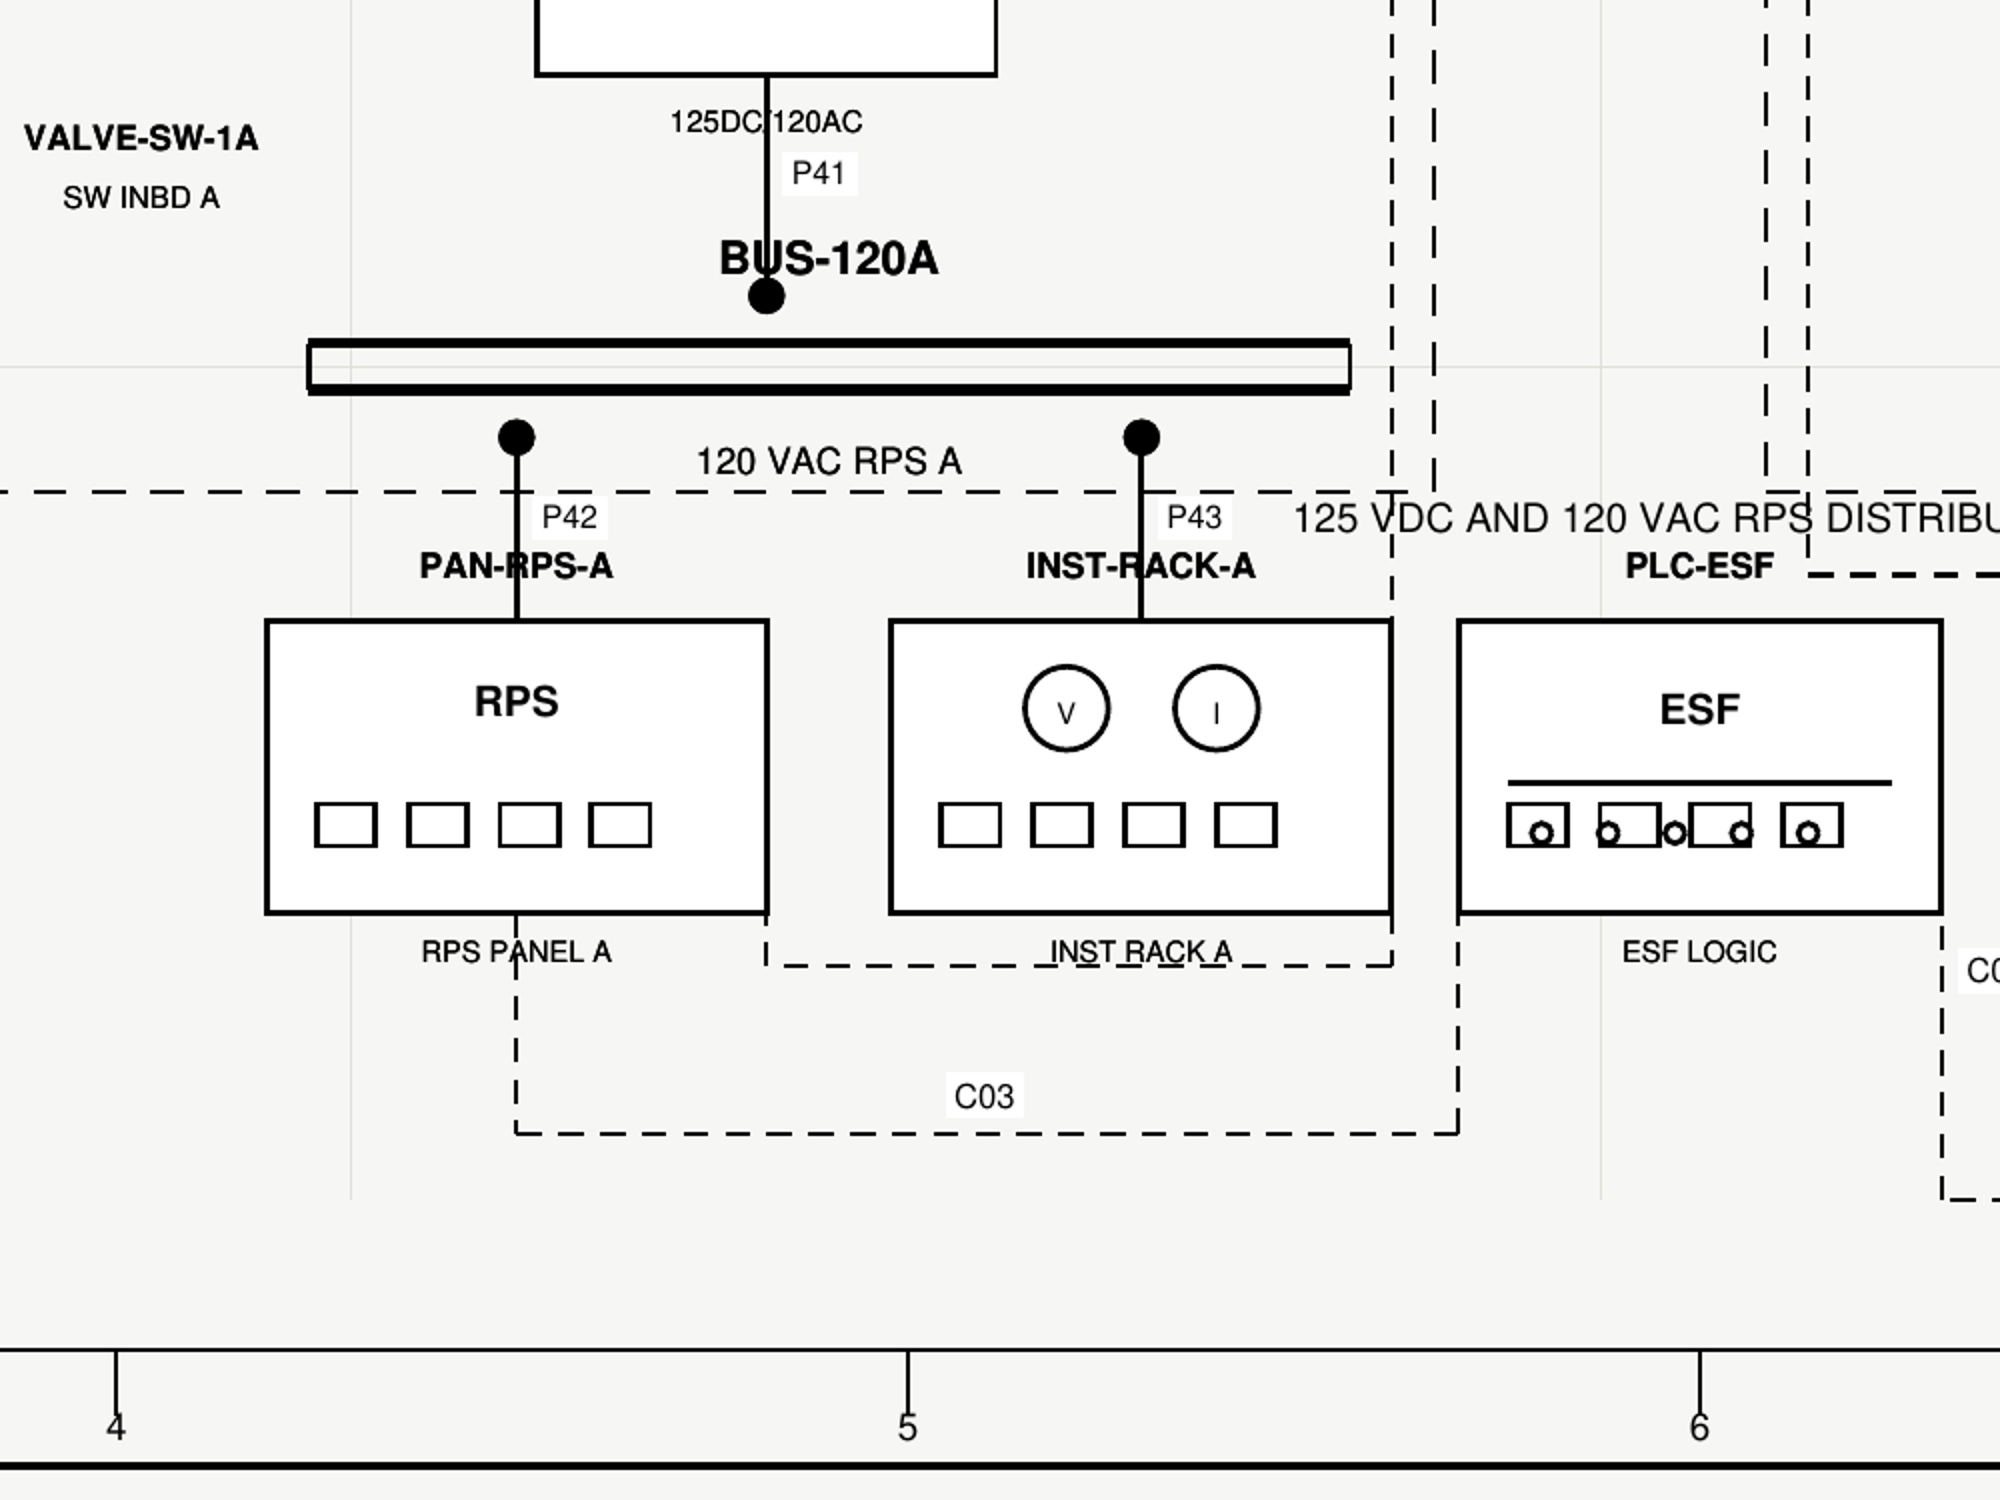 125DC/120AC
VALVE-SW-1A
P41
SW INBD A
BUS-120A
120 VAC RPS A
P42
P43
125 VDC AND 120 VAC RPS DISTRIBU
PAN-RPS-A
INST-RACK-A
PLC-ESF
RPS
V
I
ESF
RPS PANEL A
INST RACK A
ESF LOGIC
C0
C03
4
5
6